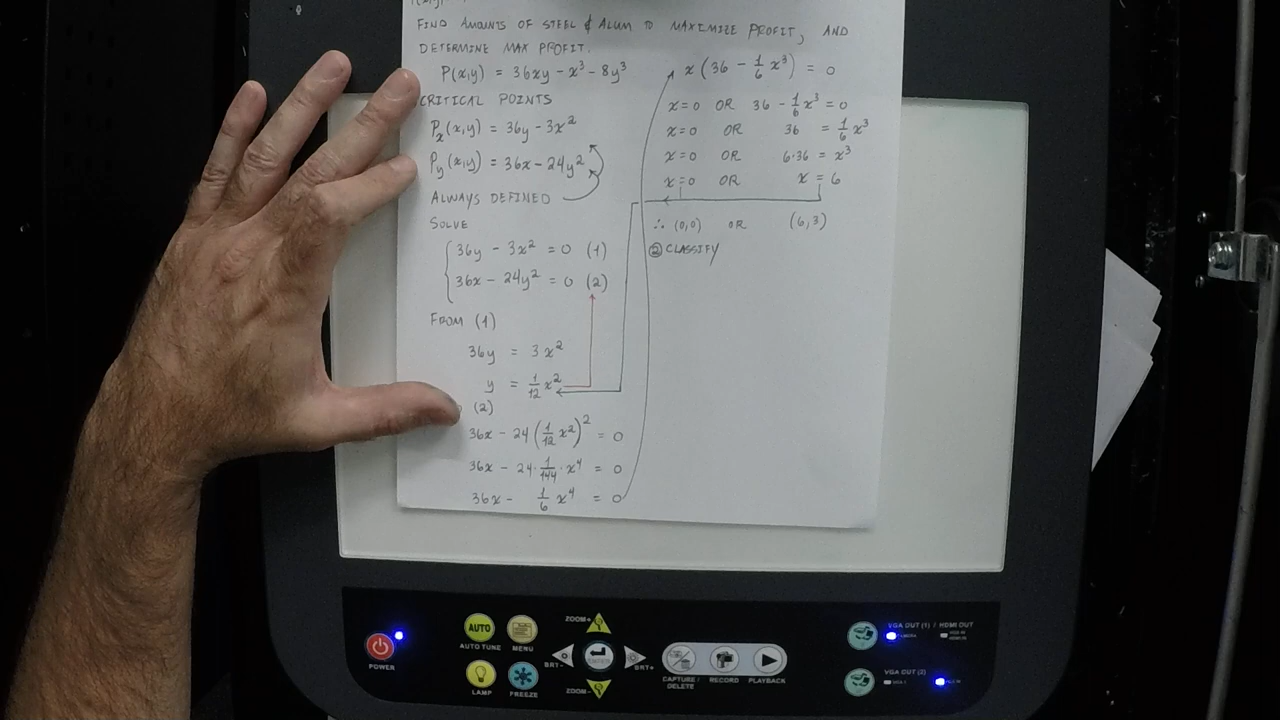 FIND AMOUNTS OF STEEL & ALUM TO MAXIMIZE PROFIT, AND
DETERMINE MAX PROFIT.
P(x,y) = 36xy - x³ - 8y³
CRITICAL POINTS
Pₓ(x,y) = 36y - 3x²
P_y(x,y) = 36x - 24y²
ALWAYS DEFINED
SOLVE
36y - 3x² = 0 (1)
36x - 24y² = 0 (2)
FROM (1)
36y = 3x²
y = 1/12 x²
(2)
36x - 24(1/12 x²)² = 0
36x - 24·1/144·x⁴ = 0
36x - 1/6 x⁴ = 0
x(36 - 1/6 x³) = 0
x=0 OR 36 - 1/6 x³ = 0
x=0 OR 36 = 1/6 x³
x=0 OR 6·36 = x³
x=0 OR x = 6
∴ (0,0) OR (6,3)
② CLASSIFY
POWER
AUTO
AUTO TUNE
MENU
LAMP
FREEZE
ZOOM+
BRT-
ENTER
BRT+
ZOOM-
CAPTURE / DELETE
RECORD
PLAYBACK
VGA OUT (1) / HDMI OUT
VGA OUT (2)